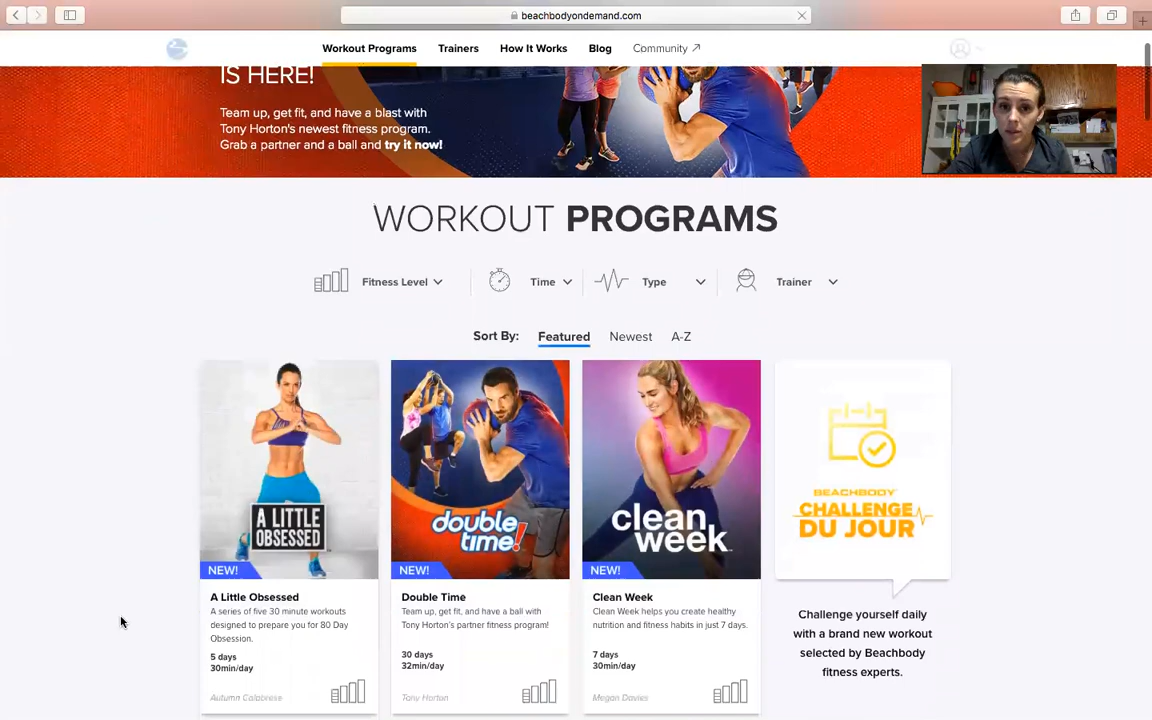 beachbodyondemand.com
Workout Programs
Trainers
How It Works
Blog
Community
IS HERE!
Team up, get fit, and have a blast with
Tony Horton's newest fitness program.
Grab a partner and a ball and try it now!
WORKOUT PROGRAMS
Fitness Level
Time
Type
Trainer
Sort By: Featured Newest A-Z
A LITTLE
OBSESSED
NEW!
A Little Obsessed
A series of five 30 minute workouts
designed to prepare you for 80 Day
Obsession.
5 days
30min/day
Autumn Calabrese
double
time!
NEW!
Double Time
Team up, get fit, and have a ball with
Tony Horton's partner fitness program!
30 days
32min/day
Tony Horton
clean
week
NEW!
Clean Week
Clean Week helps you create healthy
nutrition and fitness habits in just 7 days.
7 days
30min/day
Megan Davies
BEACHBODY
CHALLENGE
DU JOUR
Challenge yourself daily
with a brand new workout
selected by Beachbody
fitness experts.